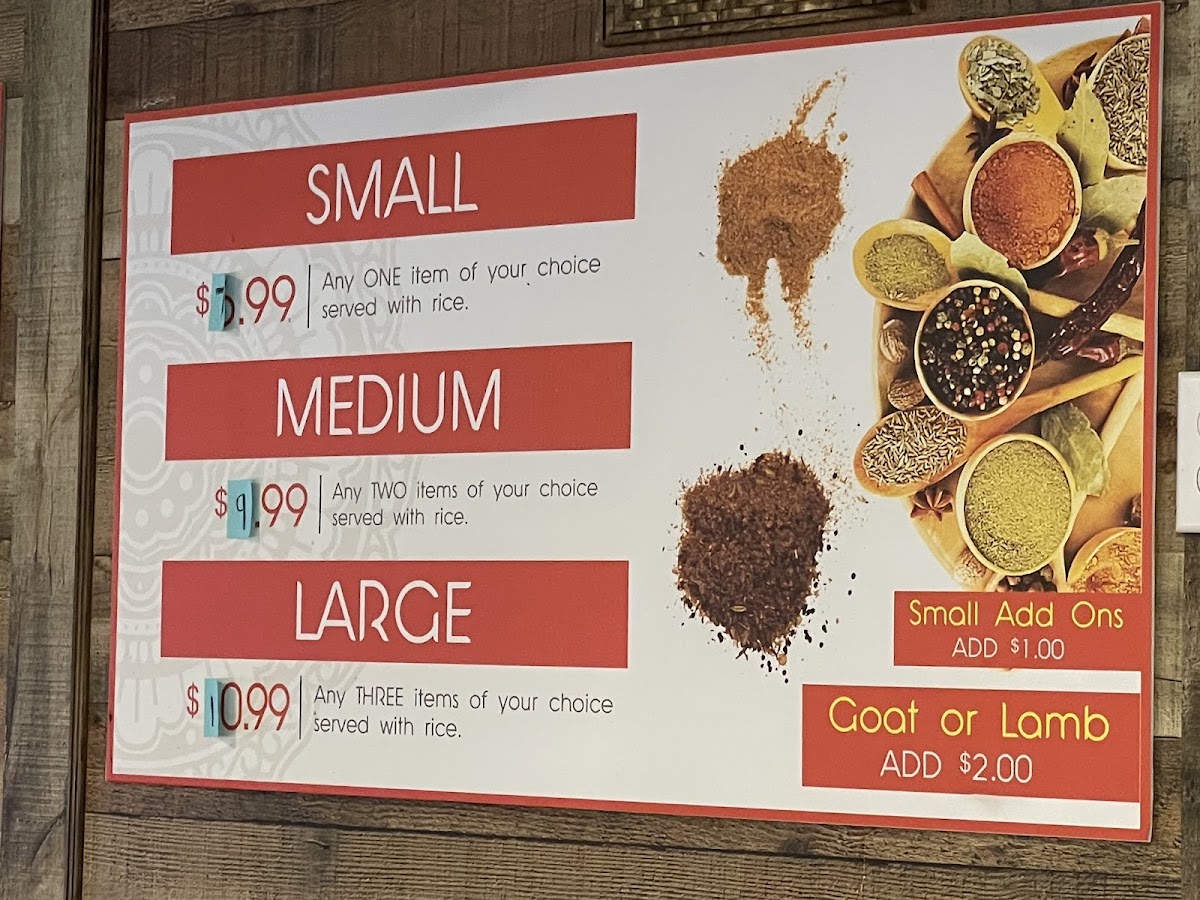 SMALL
$7.99
Any ONE item of your choice
served with rice.
MEDIUM
$9.99
Any TWO items of your choice
served with rice.
LARGE
$10.99
Any THREE items of your choice
served with rice.
Small Add Ons
ADD $1.00
Goat or Lamb
ADD $2.00